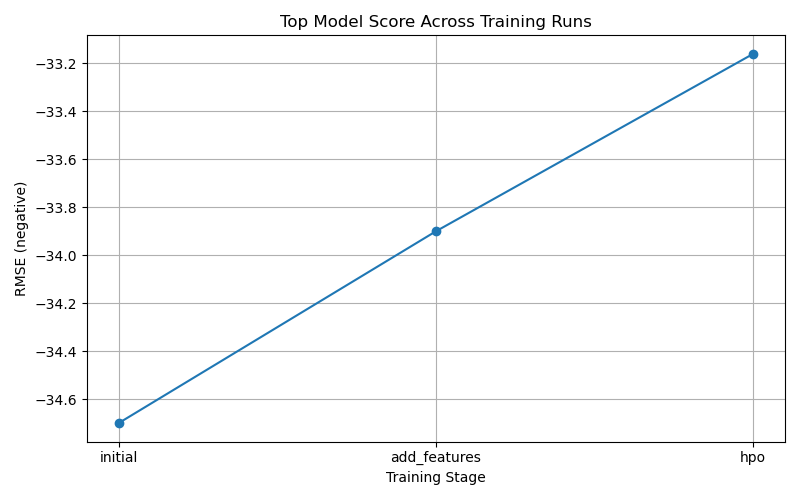 Top Model Score Across Training Runs
RMSE (negative)
−33.2
−33.4
−33.6
−33.8
−34.0
−34.2
−34.4
−34.6
initial add_features hpo
Training Stage